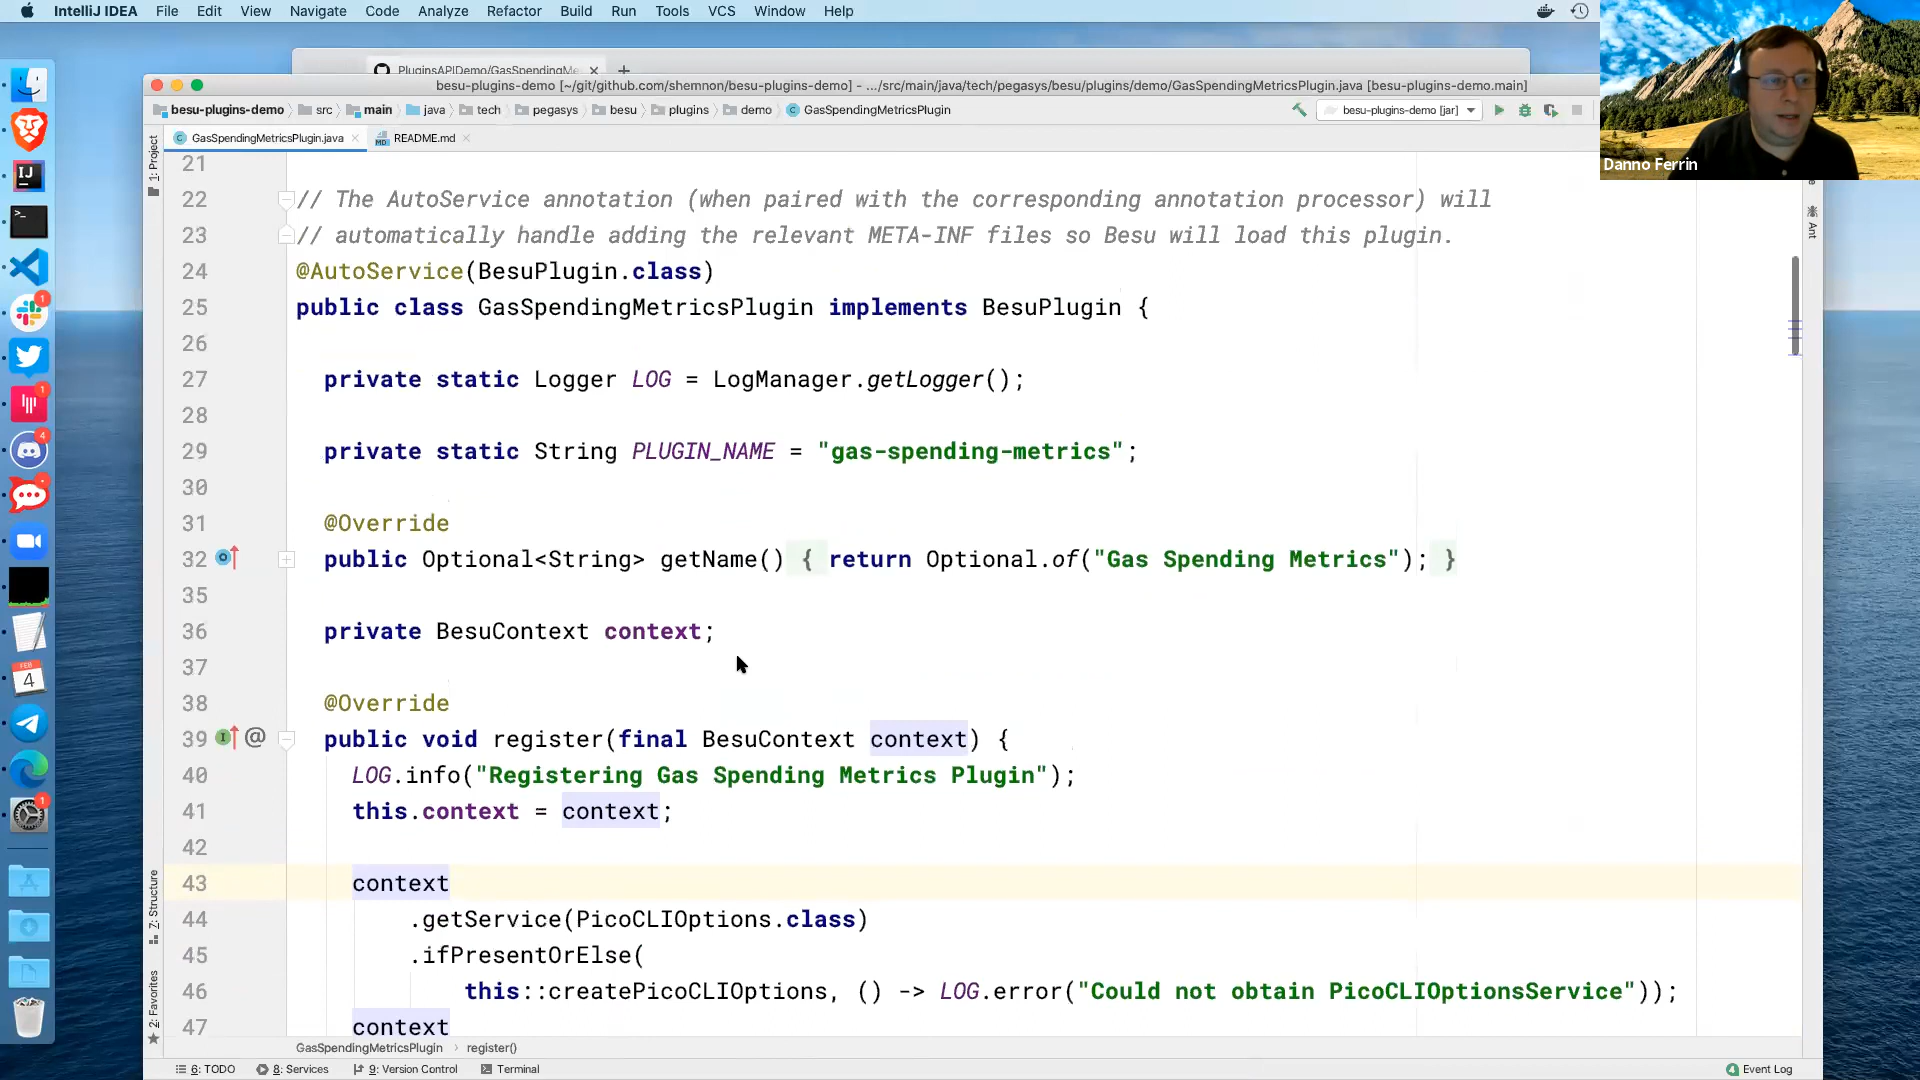 IntelliJ IDEA File Edit View Navigate Code Analyze Refactor Build Run Tools VCS Window Help
PluginsAPIDemo/GasSpendingMe
besu-plugins-demo [~/git/github.com/shemnon/besu-plugins-demo] - .../src/main/java/tech/pegasys/besu/plugins/demo/GasSpendingMetricsPlugin.java [besu-plugins-demo.main]
besu-plugins-demo src main java tech pegasys besu plugins demo GasSpendingMetricsPlugin besu-plugins-demo [jar]
GasSpendingMetricsPlugin.java README.md
Danno Ferrin
1: Project
Ant
21
22 // The AutoService annotation (when paired with the corresponding annotation processor) will
23 // automatically handle adding the relevant META-INF files so Besu will load this plugin.
24 @AutoService(BesuPlugin.class)
25 public class GasSpendingMetricsPlugin implements BesuPlugin {
26
27 private static Logger LOG = LogManager.getLogger();
28
29 private static String PLUGIN_NAME = "gas-spending-metrics";
30
31 @Override
32 public Optional<String> getName() { return Optional.of("Gas Spending Metrics"); }
35
36 private BesuContext context;
37
38 @Override
39 @ public void register(final BesuContext context) {
40 LOG.info("Registering Gas Spending Metrics Plugin");
41 this.context = context;
42
43 context
44 .getService(PicoCLIOptions.class)
45 .ifPresentOrElse(
46 this::createPicoCLIOptions, () -> LOG.error("Could not obtain PicoCLIOptionsService"));
47 context
7: Structure
2: Favorites
GasSpendingMetricsPlugin › register()
6: TODO 8: Services 9: Version Control Terminal 4 Event Log
IJ
1
1
4
FEB
4
1